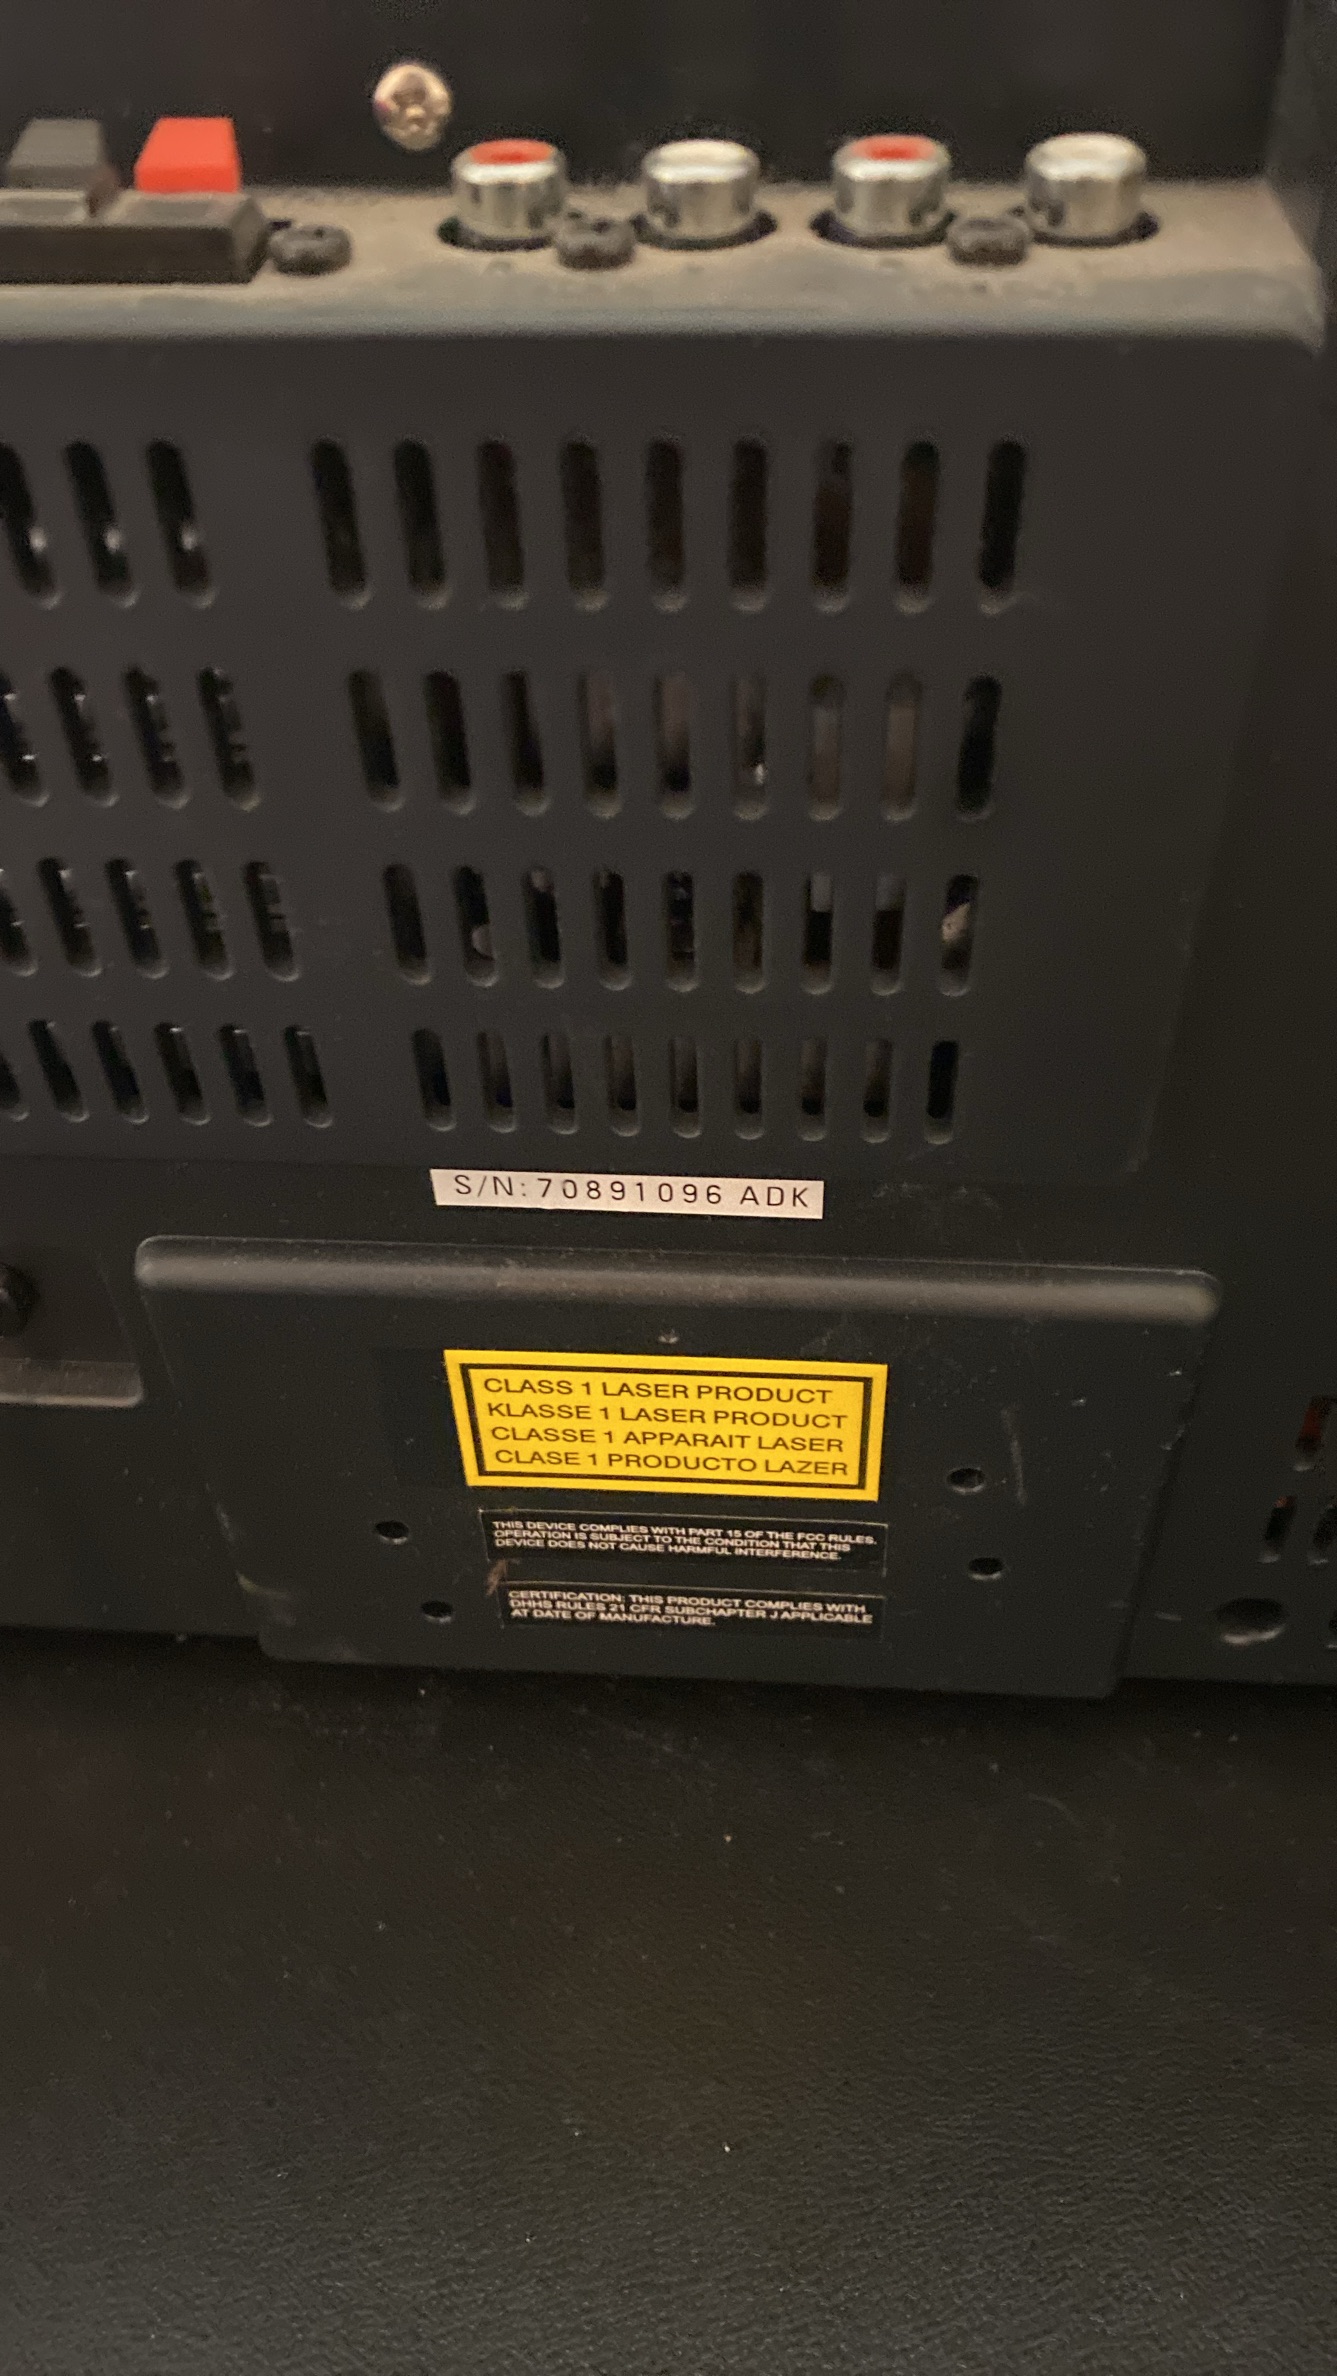 S/N:70891096 ADK
CLASS 1 LASER PRODUCT
KLASSE 1 LASER PRODUCT
CLASSE 1 APPARAIT LASER
CLASE 1 PRODUCTO LAZER
THIS DEVICE COMPLIES WITH PART 15 OF THE FCC RULES.
OPERATION IS SUBJECT TO THE CONDITION THAT THIS
DEVICE DOES NOT CAUSE HARMFUL INTERFERENCE.
CERTIFICATION: THIS PRODUCT COMPLIES WITH
DHHS RULES 21 CFR SUBCHAPTER J APPLICABLE
AT DATE OF MANUFACTURE.